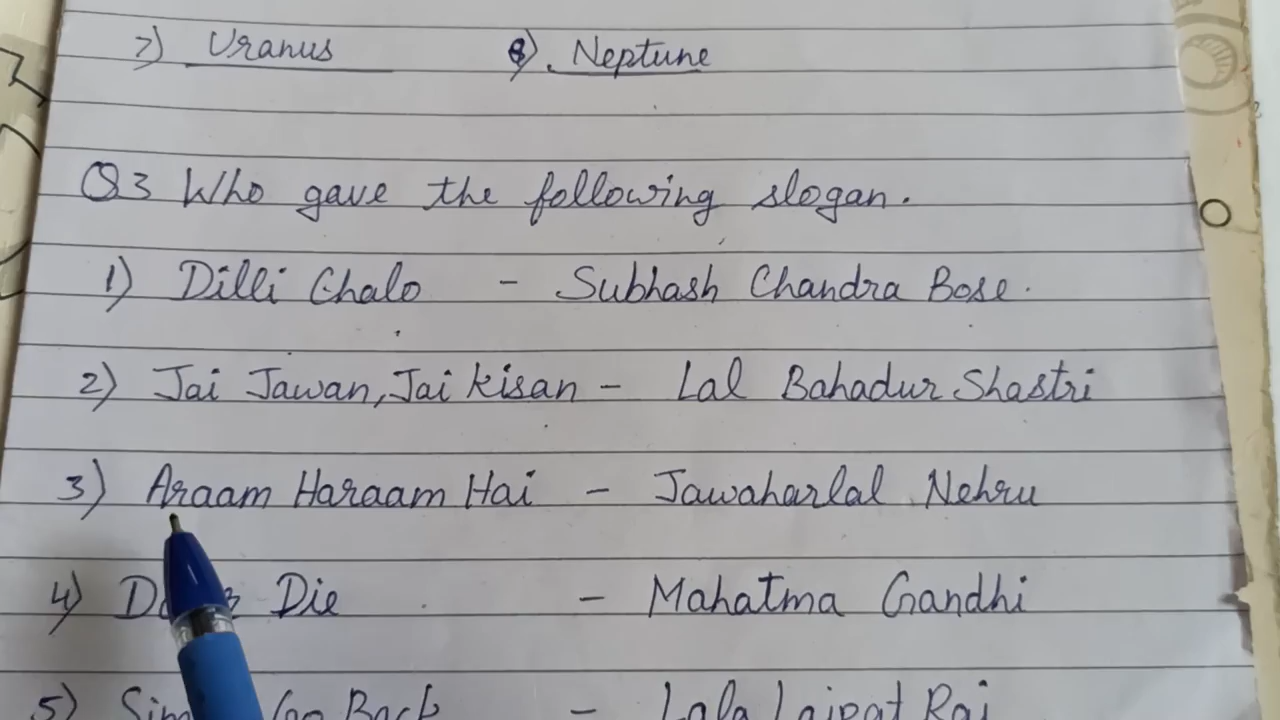 7) Uranus 8). Neptune
Q3 Who gave the following slogan.
1) Dilli Chalo - Subhash Chandra Bose.
2) Jai Jawan, Jai Kisan - Lal Bahadur Shastri
3) Araam Haraam Hai - Jawaharlal Nehru
4) Die - Mahatma Gandhi
5) Go Back - Lala Lajpat Rai